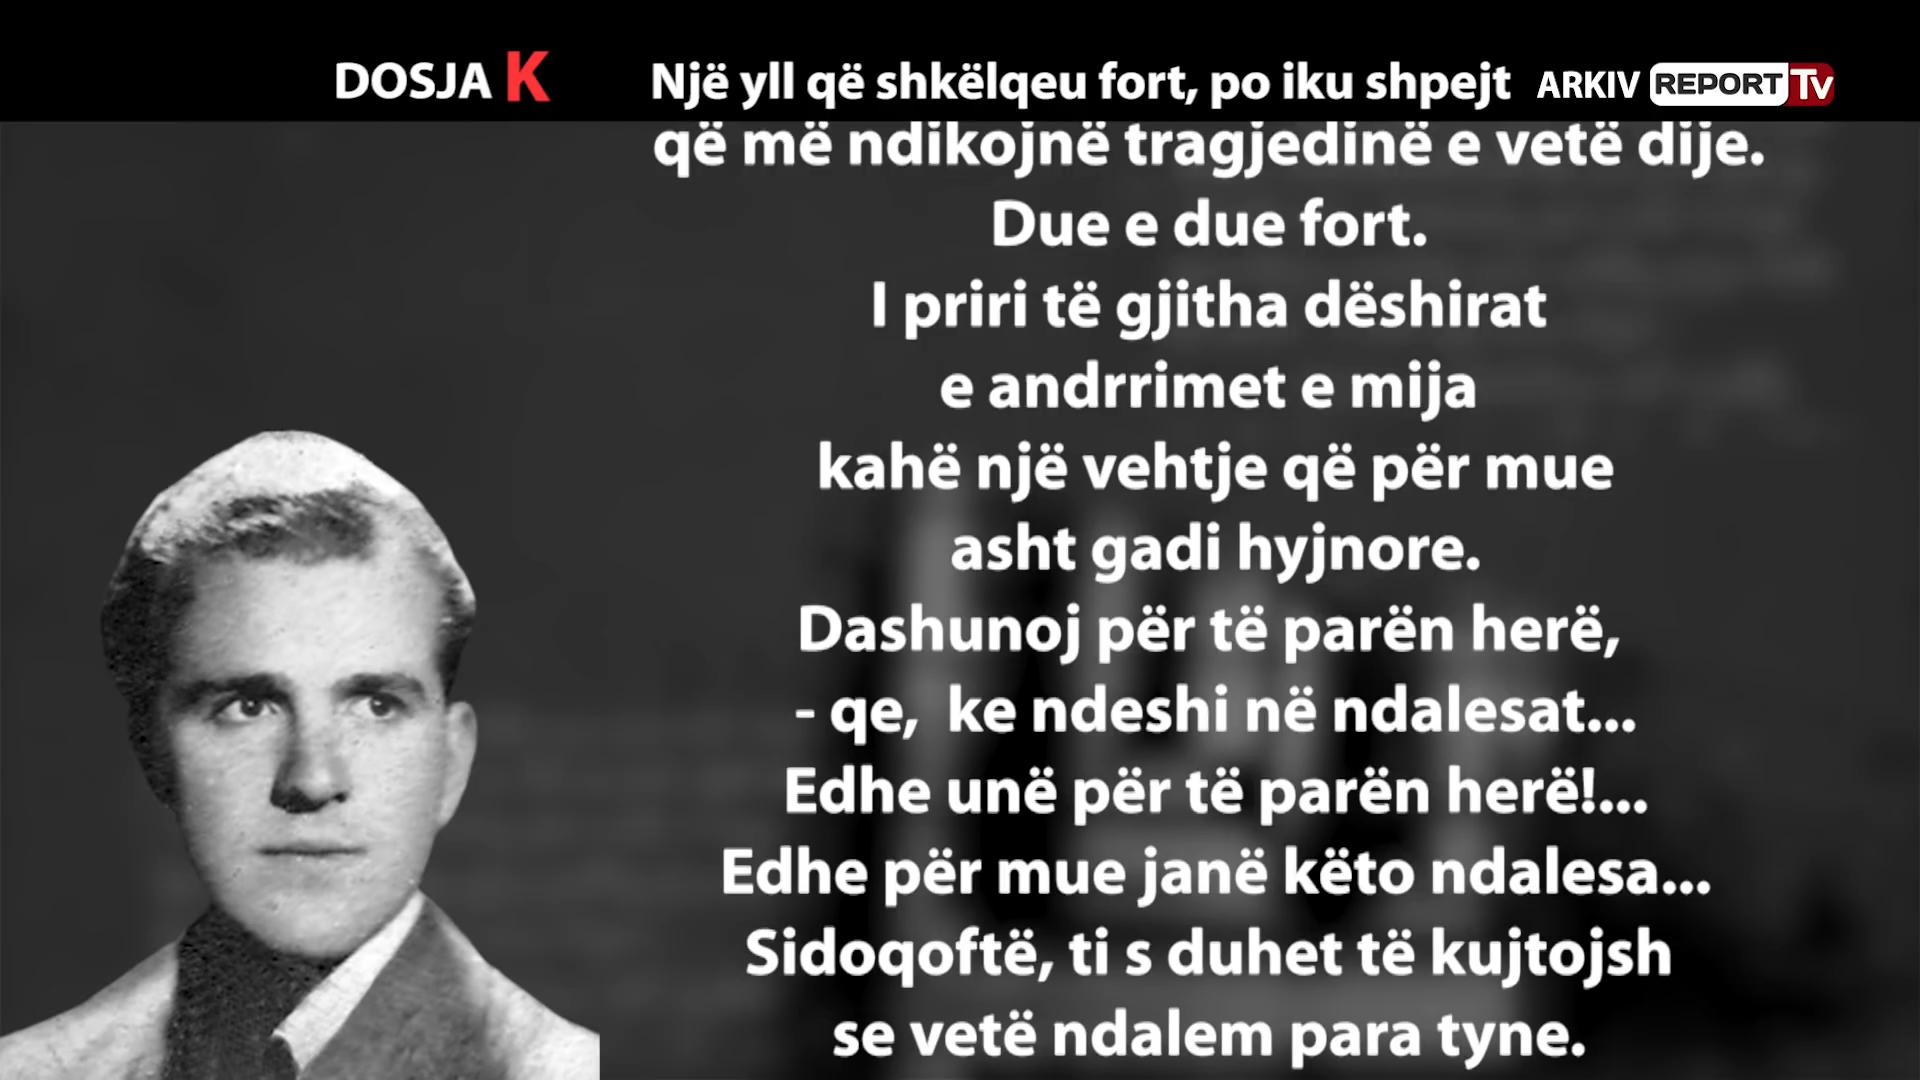 DOSJA K
Një yll që shkëlqeu fort, po iku shpejt
ARKIV REPORT Tv
që më ndikojnë tragjedinë e vetë dije.
Due e due fort.
I priri të gjitha dëshirat
e andrrimet e mija
kahë një vehtje që për mue
asht gadi hyjnore.
Dashunoj për të parën herë,
- qe,  ke ndeshi në ndalesat...
Edhe unë për të parën herë!...
Edhe për mue janë këto ndalesa...
Sidoqoftë, ti s duhet të kujtojsh
se vetë ndalem para tyne.